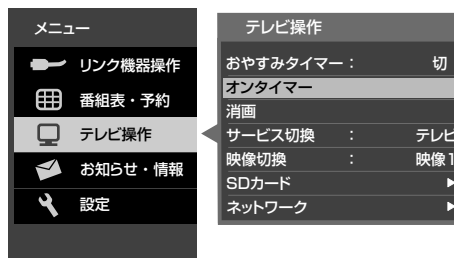 メニュー
リンク機器操作
番組表・予約
テレビ操作
お知らせ・情報
設定
テレビ操作
おやすみタイマー： 切
オンタイマー
消画
サービス切換 ： テレビ
映像切換 ： 映像1
SDカード
ネットワーク